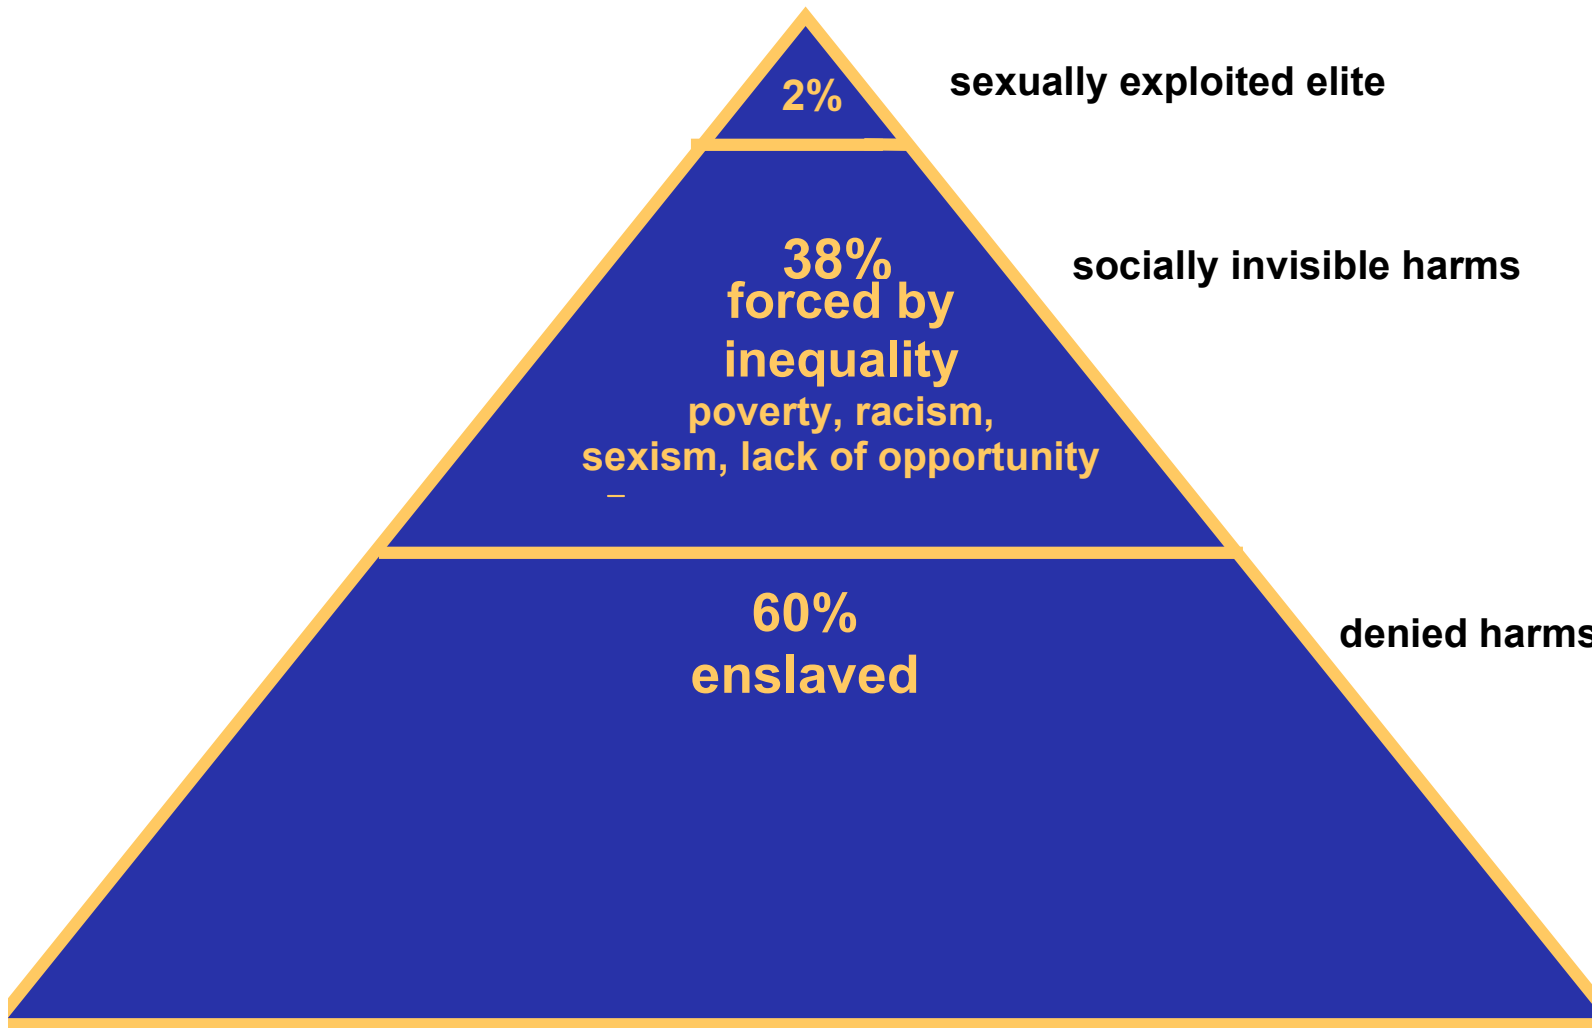 2%
sexually exploited elite
38%
forced by
inequality
poverty, racism,
sexism, lack of opportunity
socially invisible harms
60%
enslaved
denied harms